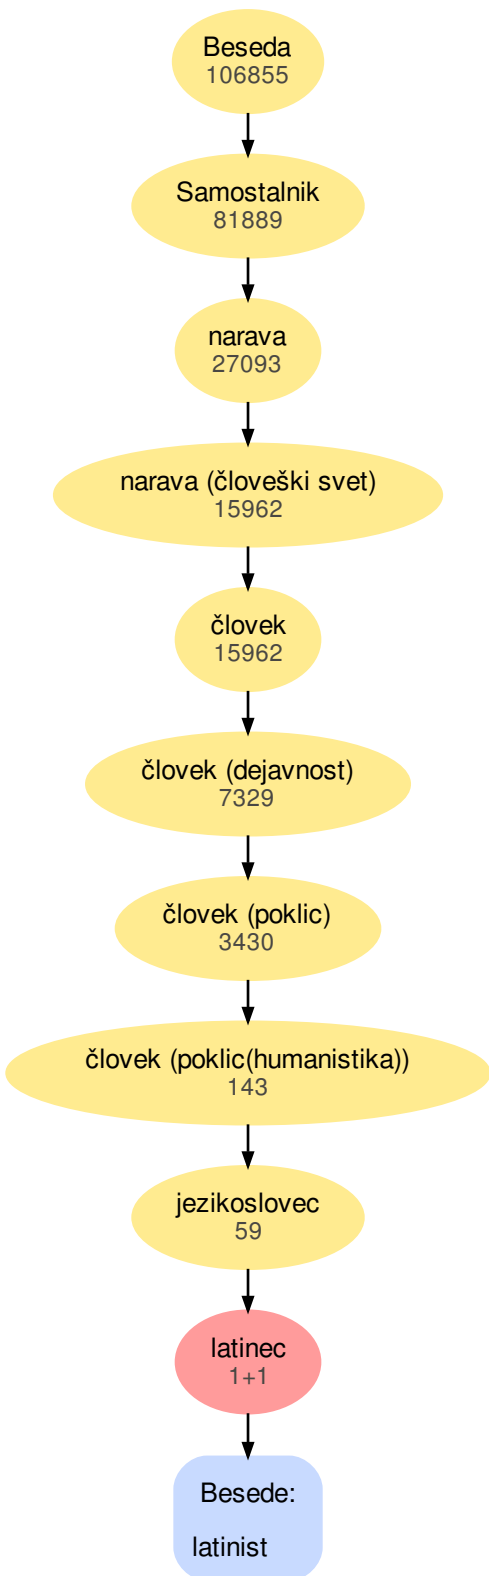 Beseda
106855
Samostalnik
81889
narava
27093
narava (človeški svet)
15962
človek
15962
človek (dejavnost)
7329
človek (poklic)
3430
človek (poklic(humanistika))
143
jezikoslovec
59
latinec
1+1
Besede:
latinist